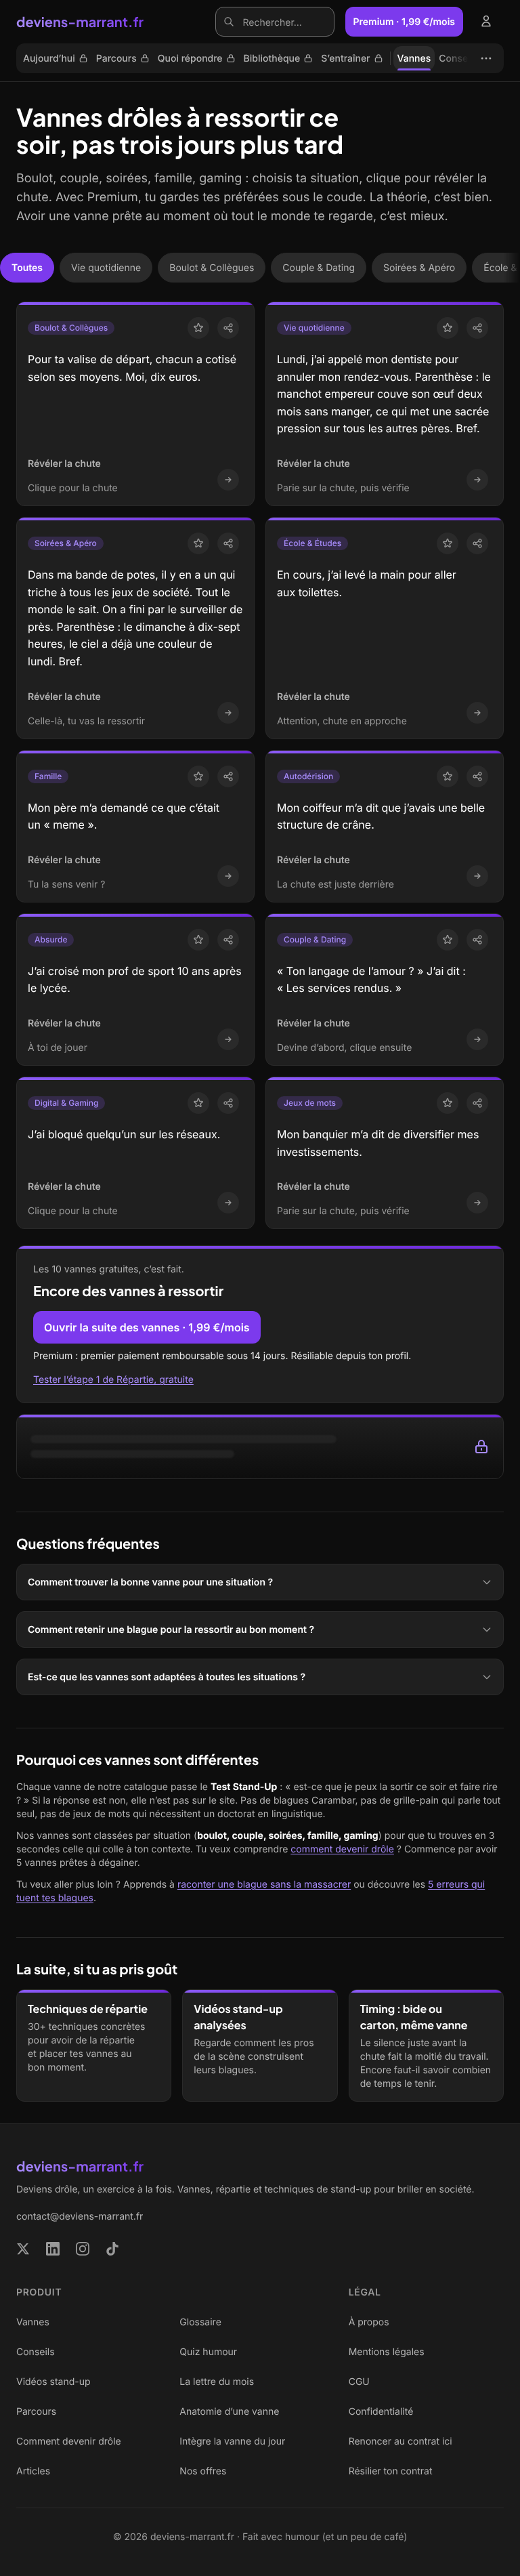 deviens-marrant.fr
Rechercher...
Premium · 1,99 €/mois
Aujourd’hui
Parcours
Quoi répondre
Bibliothèque
S’entraîner
Vannes
Vannes drôles à ressortir ce
soir, pas trois jours plus tard
Boulot, couple, soirées, famille, gaming : choisis ta situation, clique pour révéler la
chute. Avec Premium, tu gardes tes préférées sous le coude. La théorie, c’est bien.
Avoir une vanne prête au moment où tout le monde te regarde, c’est mieux.
Toutes
Vie quotidienne
Boulot & Collègues
Couple & Dating
Soirées & Apéro
École &
Boulot & Collègues
Pour ta valise de départ, chacun a cotisé
selon ses moyens. Moi, dix euros.
Révéler la chute
Clique pour la chute
Vie quotidienne
Lundi, j’ai appelé mon dentiste pour
annuler mon rendez-vous. Parenthèse : le
manchot empereur couve son œuf deux
mois sans manger, ce qui met une sacrée
pression sur tous les autres pères. Bref.
Révéler la chute
Parie sur la chute, puis vérifie
Soirées & Apéro
Dans ma bande de potes, il y en a un qui
triche à tous les jeux de société. Tout le
monde le sait. On a fini par le surveiller de
près. Parenthèse : le dimanche à dix-sept
heures, le ciel a déjà une couleur de
lundi. Bref.
Révéler la chute
Celle-là, tu vas la ressortir
École & Études
En cours, j’ai levé la main pour aller
aux toilettes.
Révéler la chute
Attention, chute en approche
Famille
Mon père m’a demandé ce que c’était
un « meme ».
Révéler la chute
Tu la sens venir ?
Autodérision
Mon coiffeur m’a dit que j’avais une belle
structure de crâne.
Révéler la chute
La chute est juste derrière
Absurde
J’ai croisé mon prof de sport 10 ans après
le lycée.
Révéler la chute
À toi de jouer
Couple & Dating
« Ton langage de l’amour ? » J’ai dit :
« Les services rendus. »
Révéler la chute
Devine d’abord, clique ensuite
Digital & Gaming
J’ai bloqué quelqu’un sur les réseaux.
Révéler la chute
Clique pour la chute
Jeux de mots
Mon banquier m’a dit de diversifier mes
investissements.
Révéler la chute
Parie sur la chute, puis vérifie
Les 10 vannes gratuites, c’est fait.
Encore des vannes à ressortir
Ouvrir la suite des vannes · 1,99 €/mois
Premium : premier paiement remboursable sous 14 jours. Résiliable depuis ton profil.
Tester l’étape 1 de Répartie, gratuite
Questions fréquentes
Comment trouver la bonne vanne pour une situation ?
Comment retenir une blague pour la ressortir au bon moment ?
Est-ce que les vannes sont adaptées à toutes les situations ?
Pourquoi ces vannes sont différentes
Chaque vanne de notre catalogue passe le Test Stand-Up : « est-ce que je peux la sortir ce soir et faire rire
? » Si la réponse est non, elle n’est pas sur le site. Pas de blagues Carambar, pas de grille-pain qui parle tout
seul, pas de jeux de mots qui nécessitent un doctorat en linguistique.
Nos vannes sont classées par situation (boulot, couple, soirées, famille, gaming) pour que tu trouves en 3
secondes celle qui colle à ton contexte. Tu veux comprendre comment devenir drôle ? Commence par avoir
5 vannes prêtes à dégainer.
Tu veux aller plus loin ? Apprends à raconter une blague sans la massacrer ou découvre les 5 erreurs qui
tuent tes blagues.
La suite, si tu as pris goût
Techniques de répartie
30+ techniques concrètes
pour avoir de la répartie
et placer tes vannes au
bon moment.
Vidéos stand-up
analysées
Regarde comment les pros
de la scène construisent
leurs blagues.
Timing : bide ou
carton, même vanne
Le silence juste avant la
chute fait la moitié du travail.
Encore faut-il savoir combien
de temps le tenir.
deviens-marrant.fr
Deviens drôle, un exercice à la fois. Vannes, répartie et techniques de stand-up pour briller en société.
contact@deviens-marrant.fr
PRODUIT
Vannes
Conseils
Vidéos stand-up
Parcours
Comment devenir drôle
Articles
Glossaire
Quiz humour
La lettre du mois
Anatomie d’une vanne
Intègre la vanne du jour
Nos offres
LÉGAL
À propos
Mentions légales
CGU
Confidentialité
Renoncer au contrat ici
Résilier ton contrat
© 2026 deviens-marrant.fr · Fait avec humour (et un peu de café)